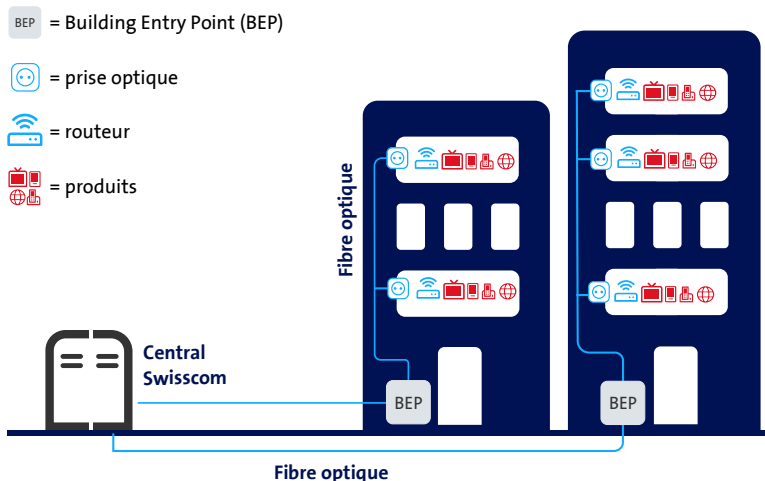 BEP = Building Entry Point (BEP)
= prise optique
= routeur
= produits
Fibre optique
Central
Swisscom
BEP
BEP
Fibre optique